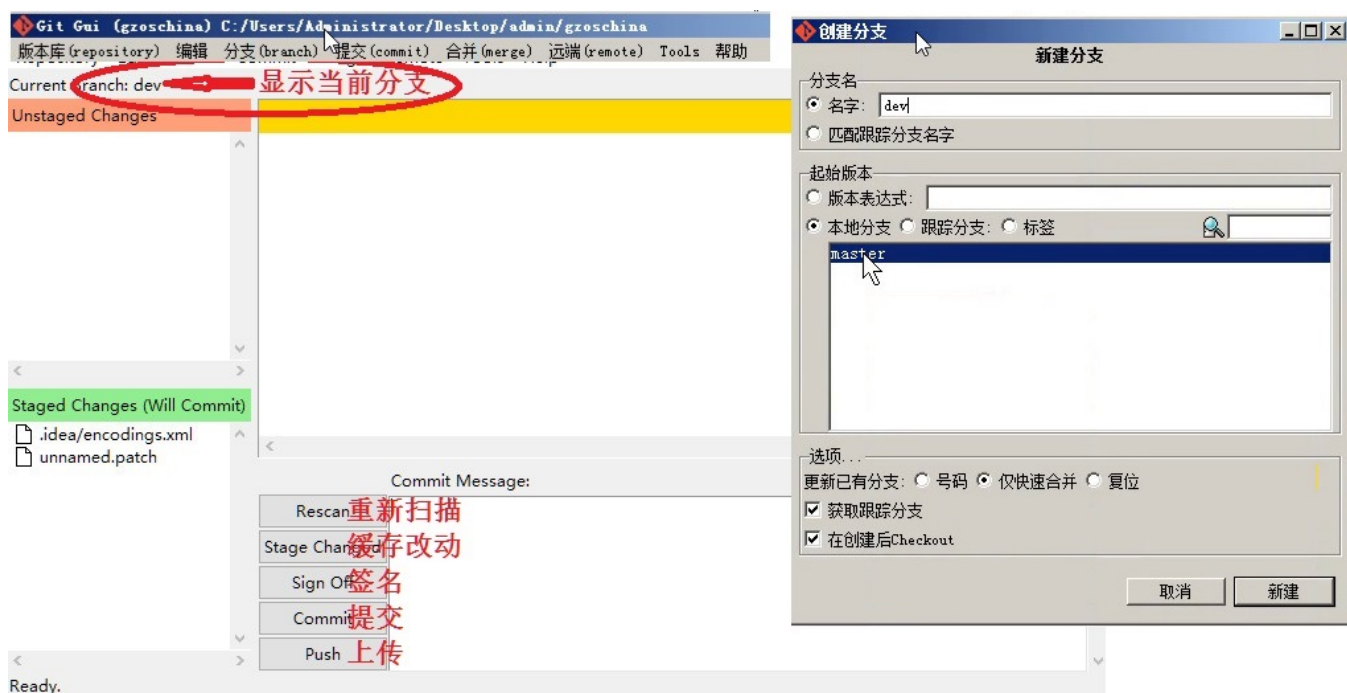 Git Gui (gzoschina) C:/Users/Administrator/Desktop/admin/gzoschina
版本库(repository) 编辑 分支(branch) 提交(commit) 合并(merge) 远端(remote) Tools 帮助
Current Branch: dev 显示当前分支
Unstaged Changes
Staged Changes (Will Commit)
.idea/encodings.xml
unnamed.patch
Commit Message:
Rescan 重新扫描
Stage Changed 缓存改动
Sign Off 签名
Commit 提交
Push 上传
Ready.
创建分支
新建分支
分支名
名字: dev
匹配跟踪分支名字
起始版本
版本表达式:
本地分支 跟踪分支: 标签
master
选项...
更新已有分支: 号码 仅快速合并 复位
获取跟踪分支
在创建后Checkout
取消 新建